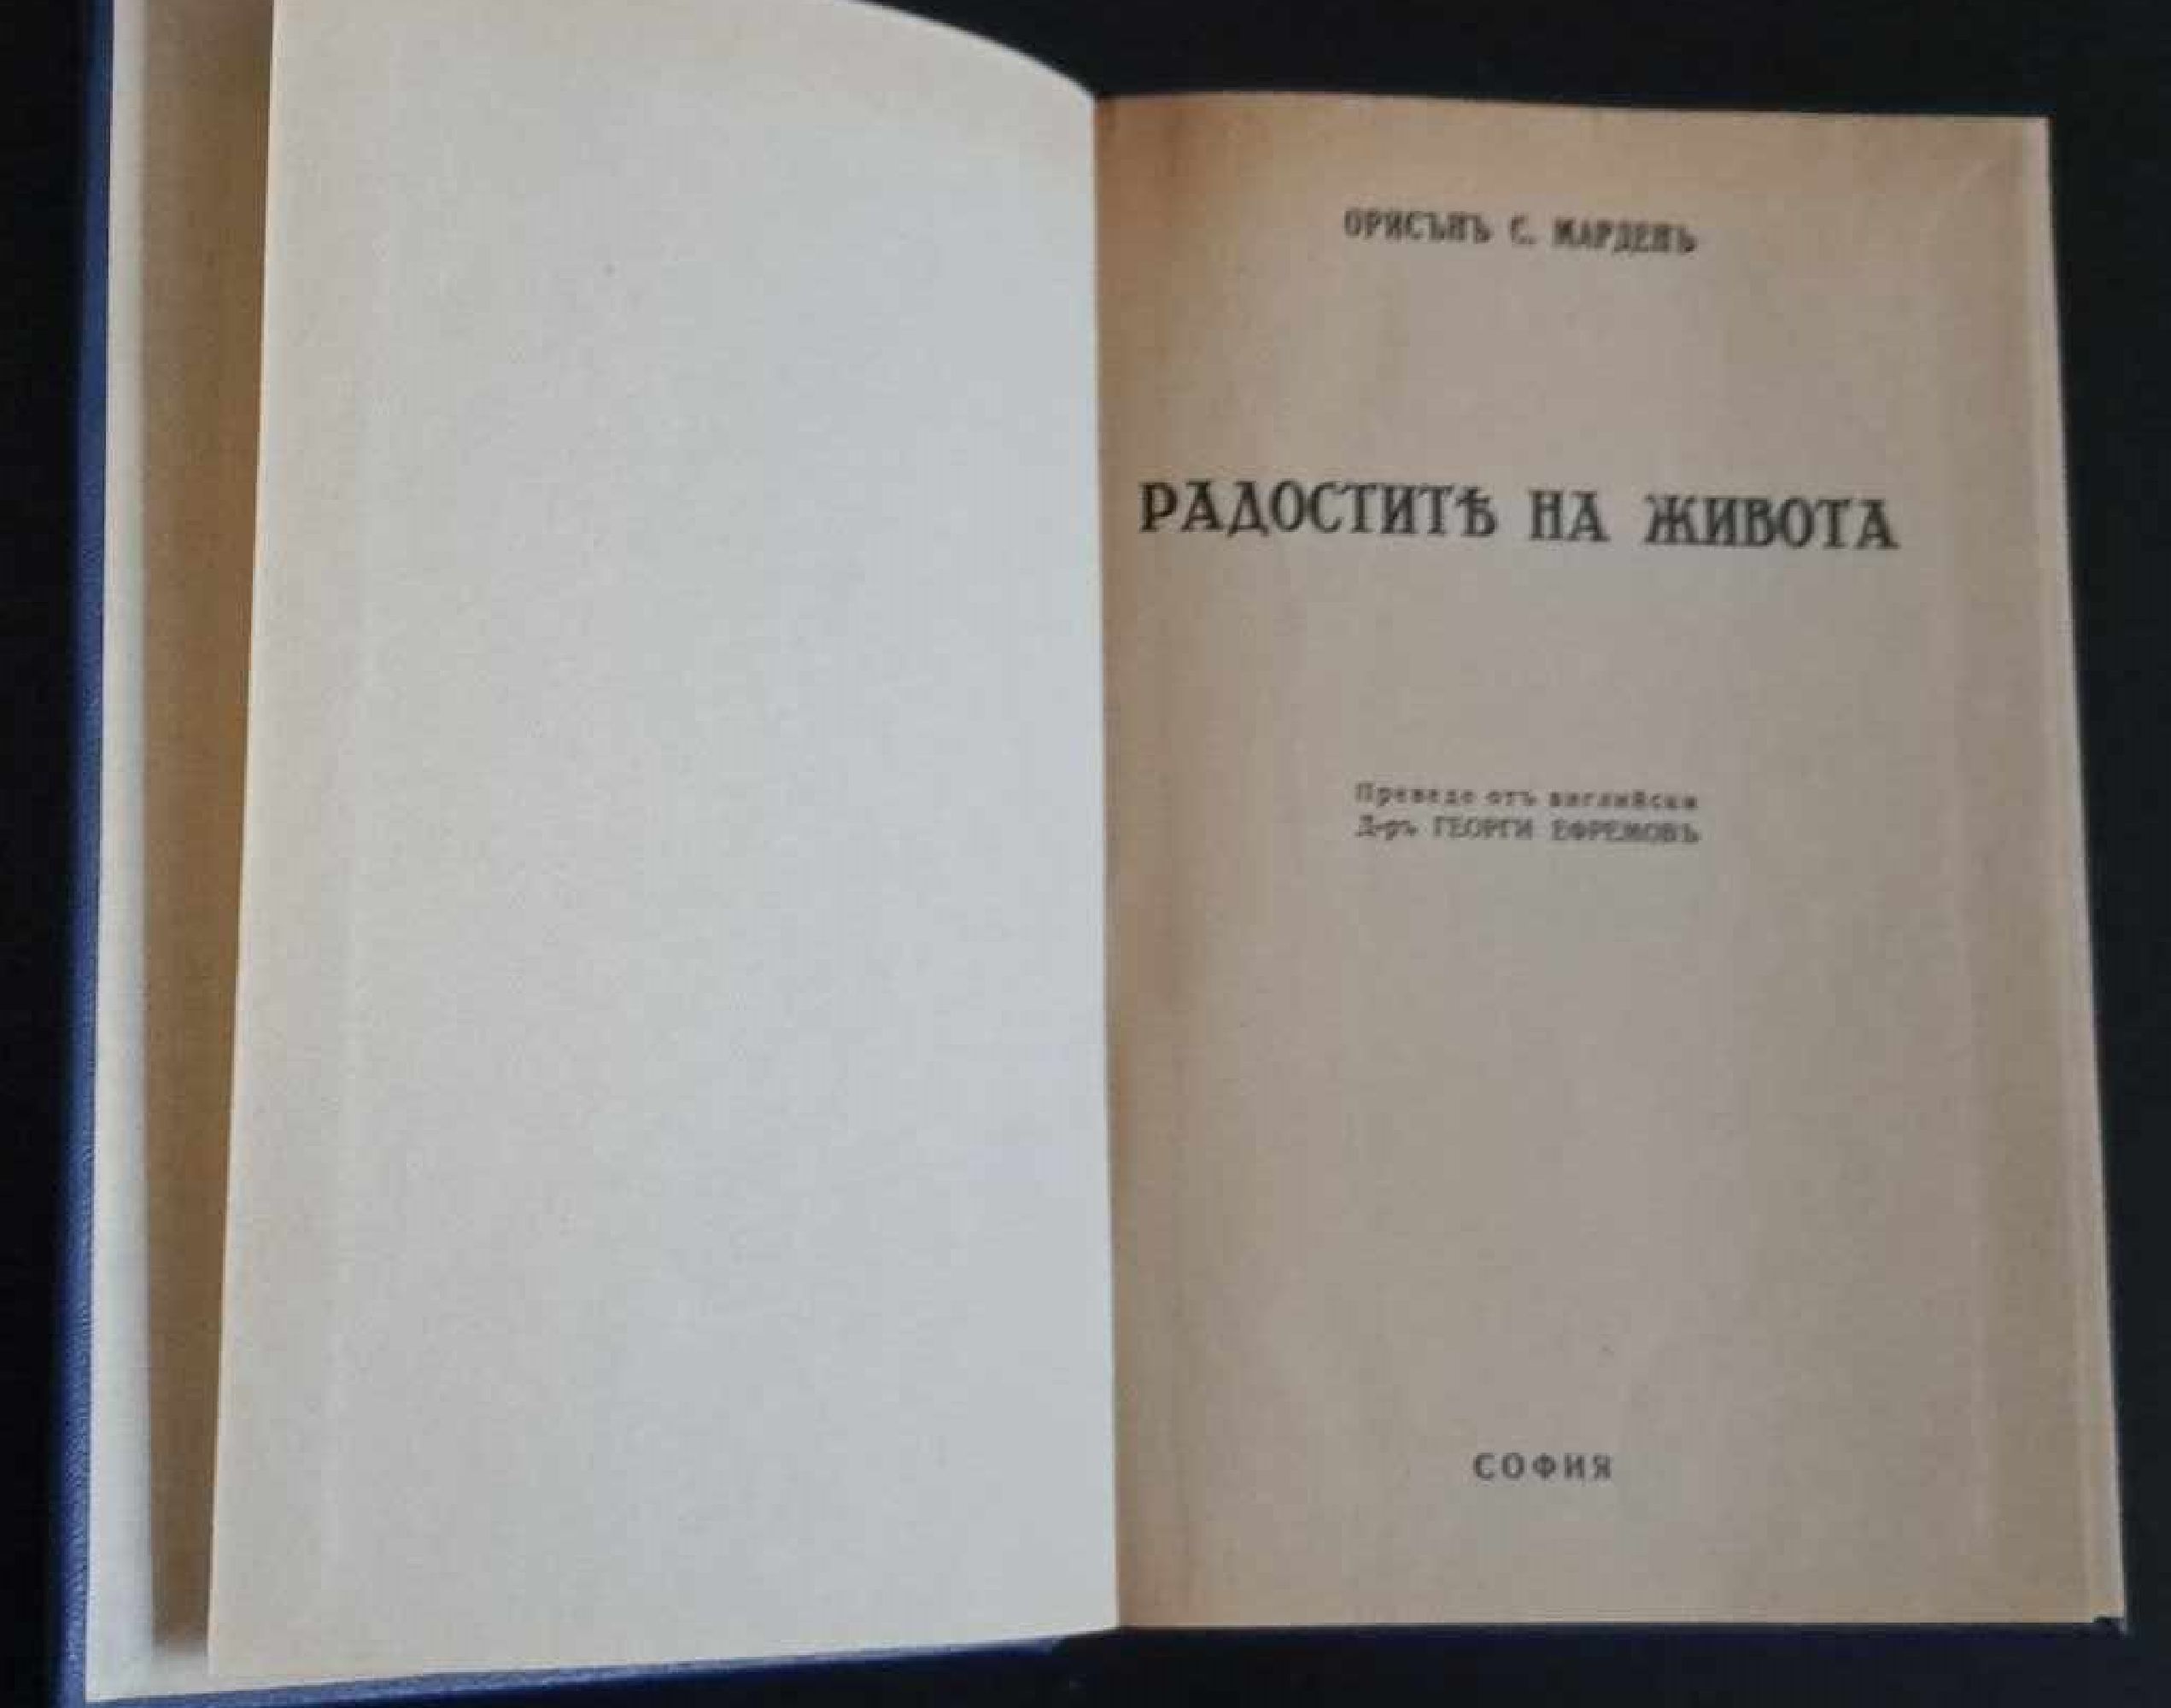 ОРИСЪНЪ С. МАРДЕНЪ
РАДОСТИТѢ НА ЖИВОТА
Преведе отъ английски
Д-ръ ГЕОРГИ ЕФРЕМОВЪ
СОФИЯ